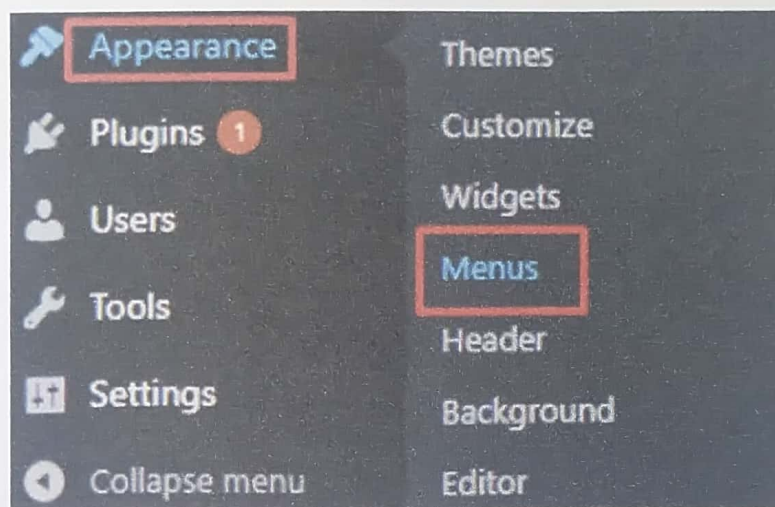 Appearance
Plugins 1
Users
Tools
Settings
Collapse menu
Themes
Customize
Widgets
Menus
Header
Background
Editor